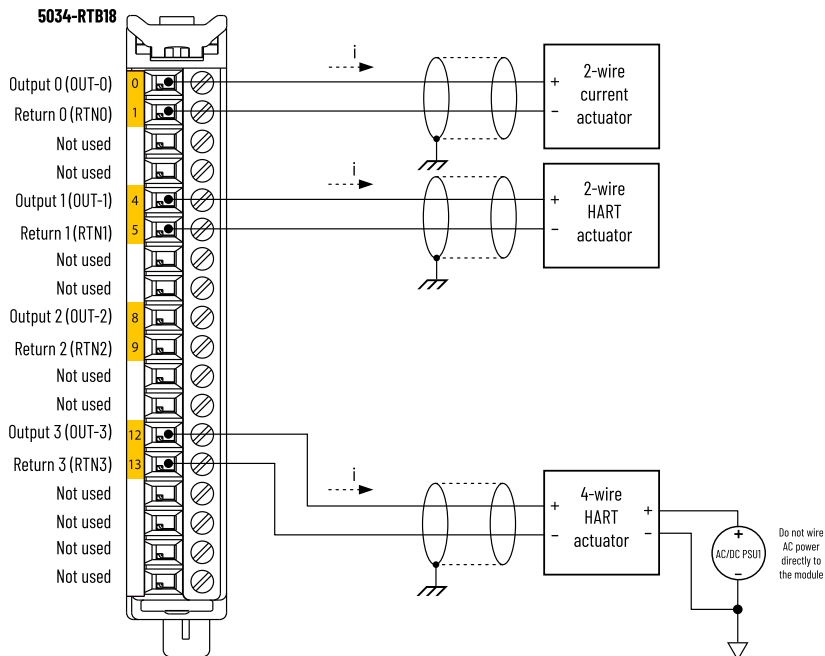 5034-RTB18
Output 0 (OUT-0)
0
Return 0 (RTN0)
1
Not used
Not used
Output 1 (OUT-1)
4
Return 1 (RTN1)
5
Not used
Not used
Output 2 (OUT-2)
8
Return 2 (RTN2)
9
Not used
Not used
Output 3 (OUT-3)
12
Return 3 (RTN3)
13
Not used
Not used
Not used
Not used
i
+
−
2-wire
current
actuator
i
+
−
2-wire
HART
actuator
i
+
−
4-wire
HART
actuator
+
−
+
AC/DC PSU1
−
Do not wire
AC power
directly to
the module